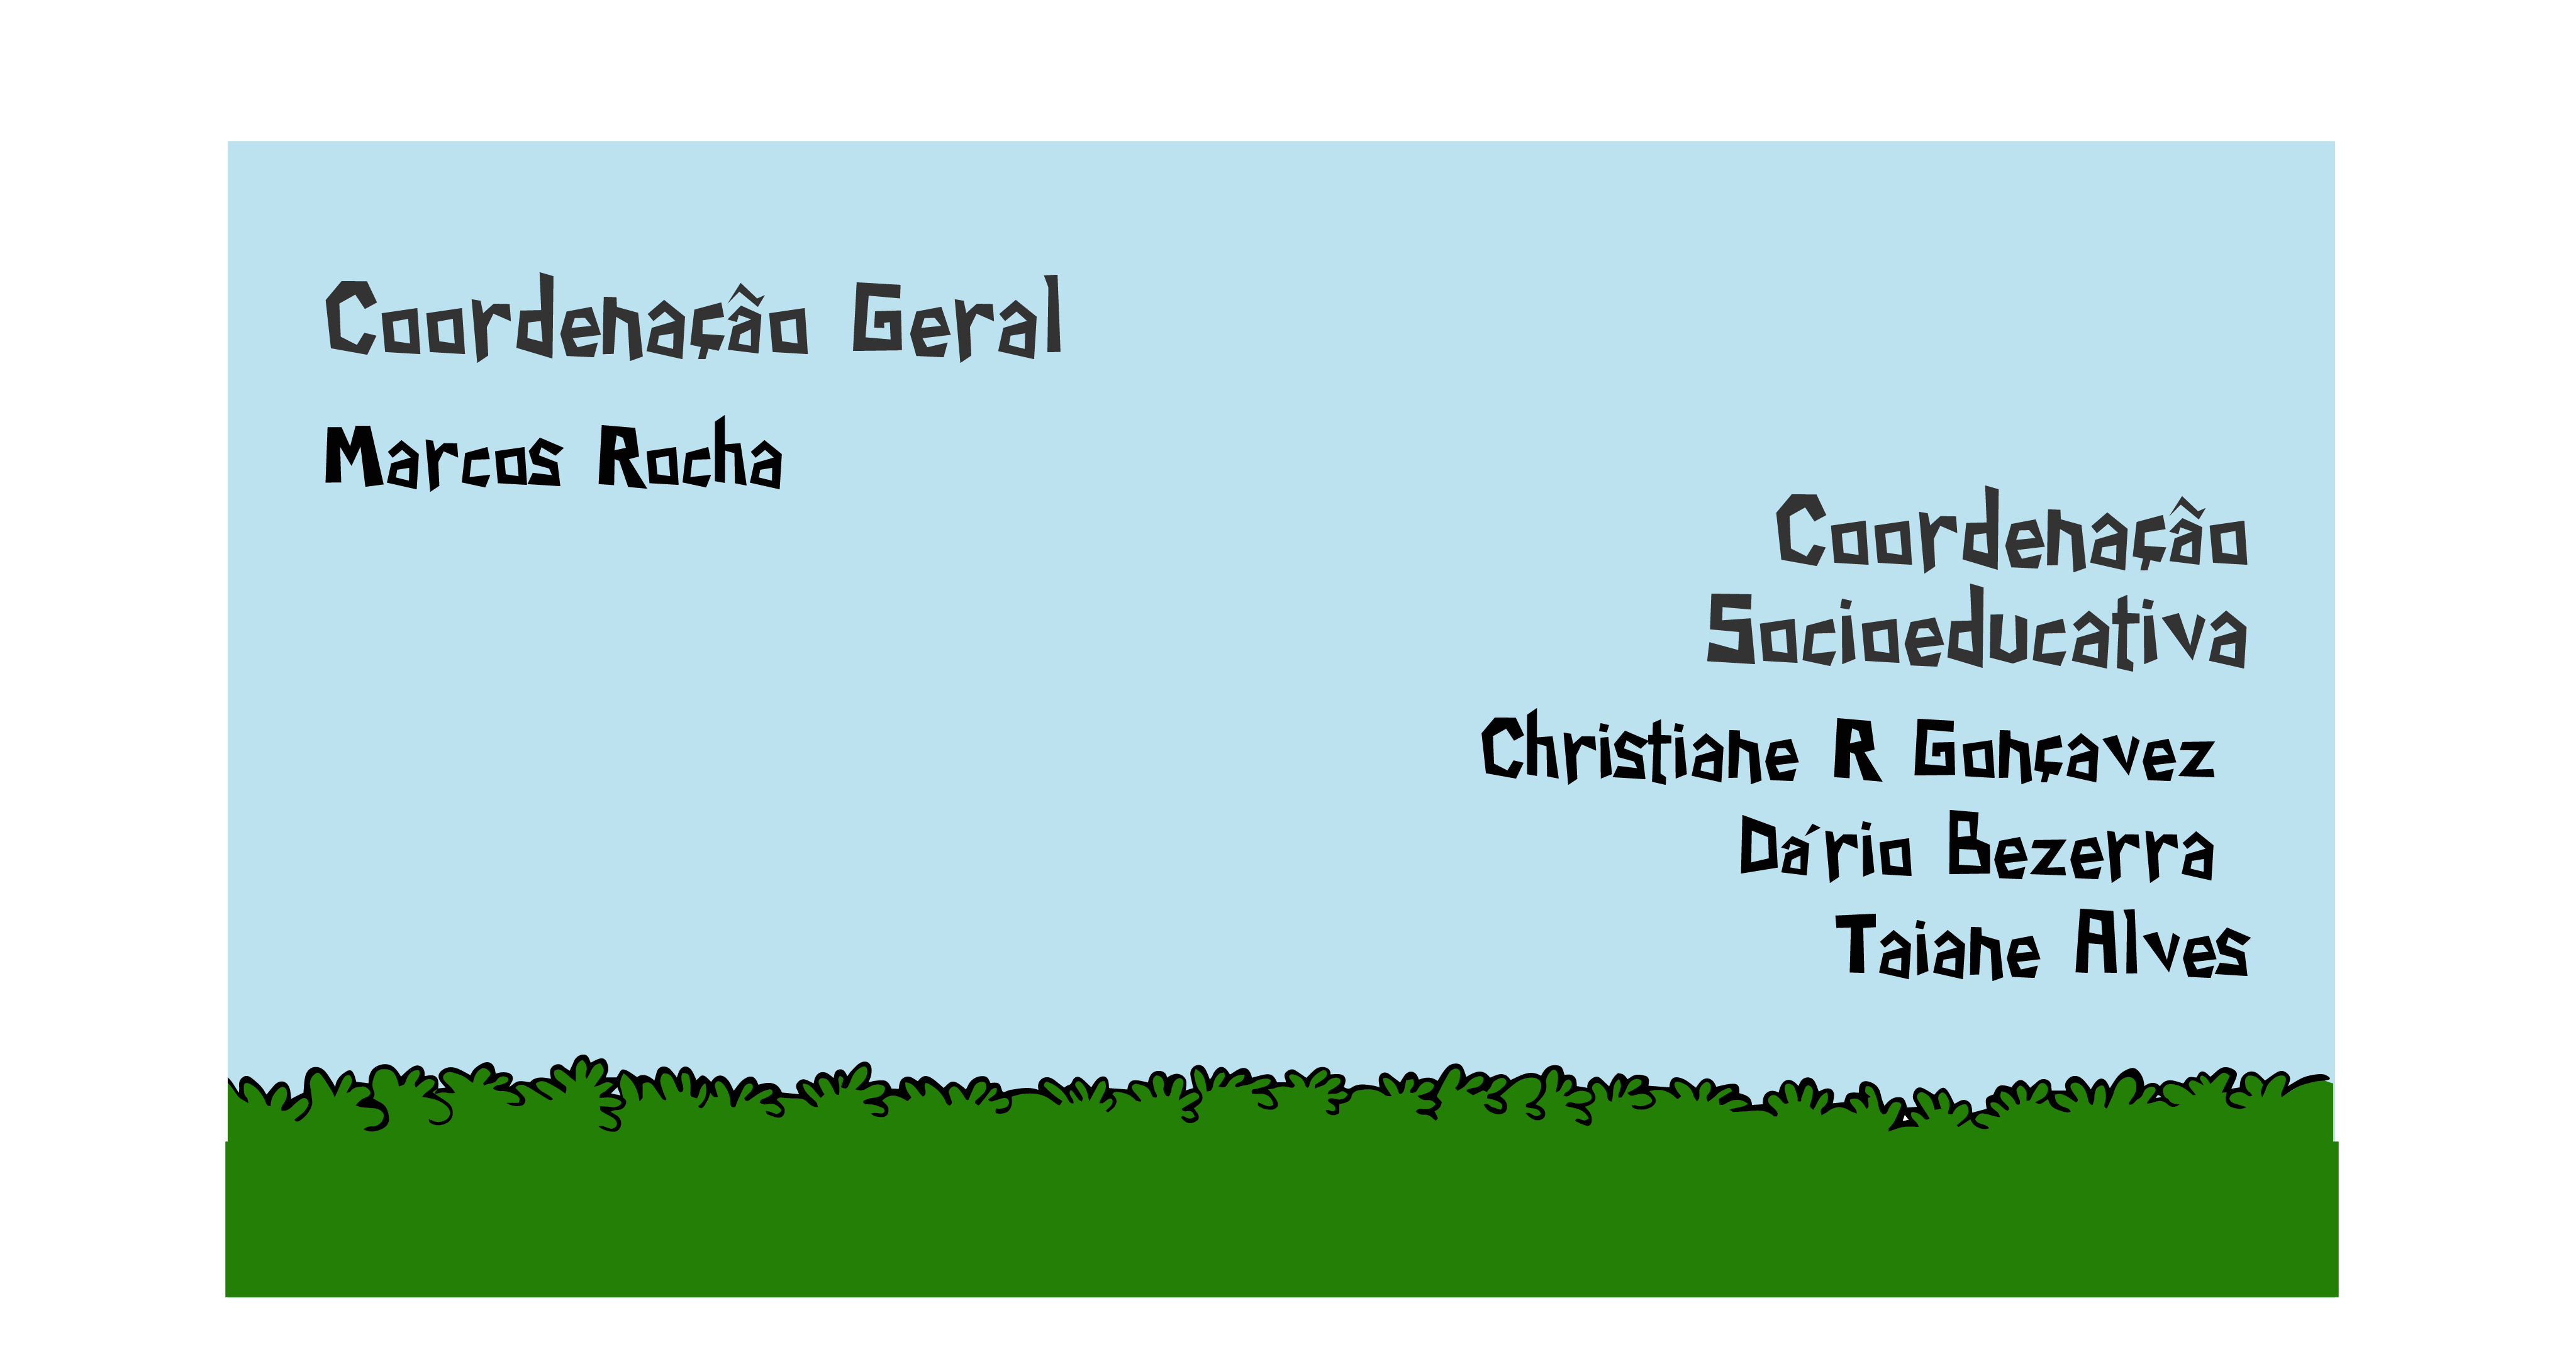 Coordenação Geral
Marcos Rocha
Coordenação
Socioeducativa
Christiane R Gonçavez
Dário Bezerra
Taiane Alves